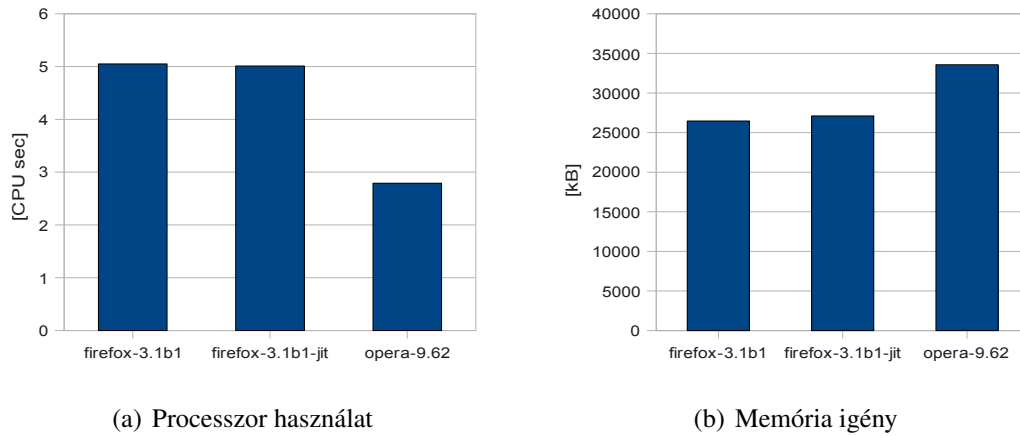 6
5
4
3
2
1
0
[CPU sec]
firefox-3.1b1 firefox-3.1b1-jit opera-9.62
(a) Processzor használat
40000
35000
30000
25000
20000
15000
10000
5000
0
[kB]
firefox-3.1b1 firefox-3.1b1-jit opera-9.62
(b) Memória igény